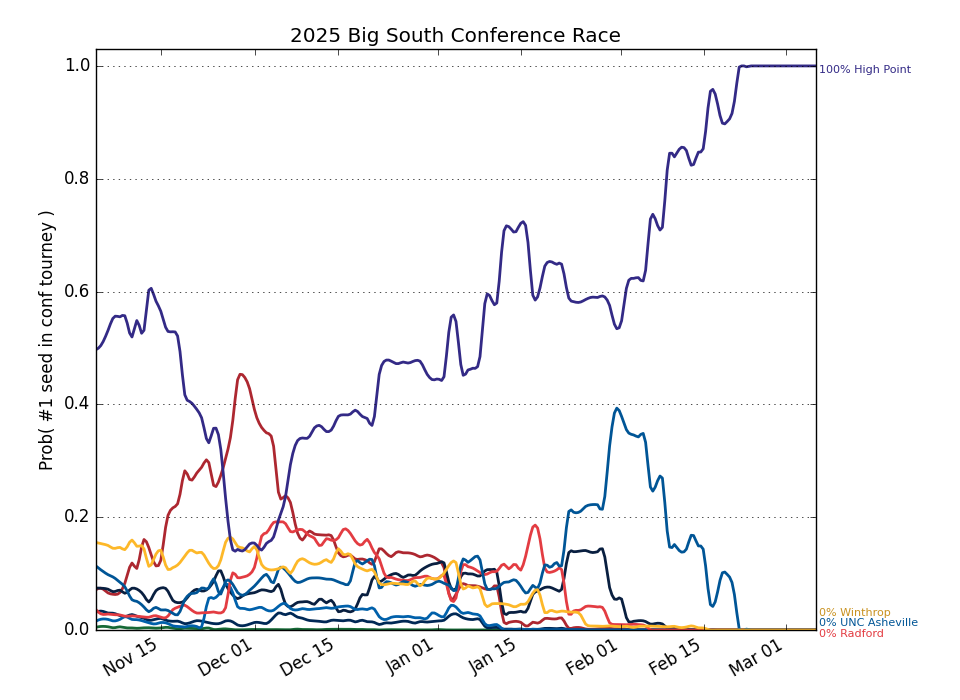 2025 Big South Conference Race
Prob( #1 seed in conf tourney )
1.0
0.8
0.6
0.4
0.2
0.0
Nov 15
Dec 01
Dec 15
Jan 01
Jan 15
Feb 01
Feb 15
Mar 01
100% High Point
0% Winthrop
0% UNC Asheville
0% Radford